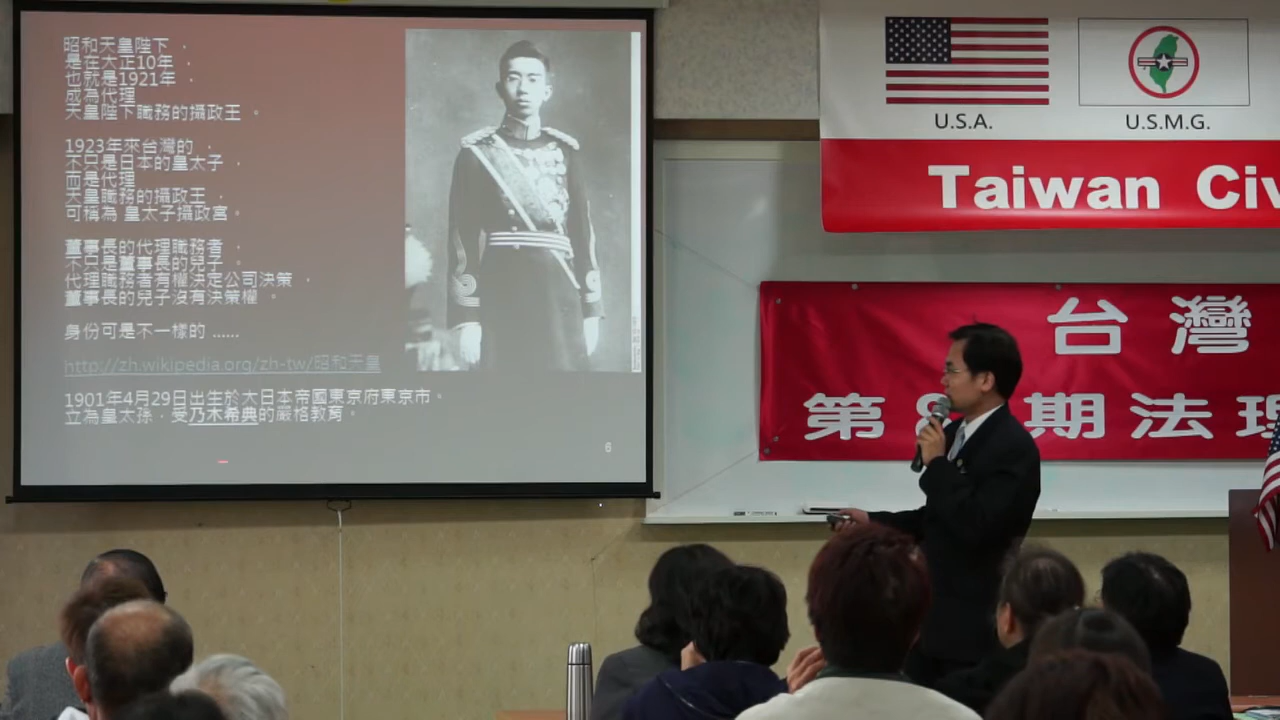 昭和天皇陛下，
是在大正10年，
也就是1921年，
成為代理
天皇陛下職務的攝政王。
1923年來台灣的，
不只是日本的皇太子，
而是代理
天皇職務的攝政王，
可稱為 皇太子攝政宮。
董事長的代理職務者，
不只是董事長的兒子，
代理職務者有權決定公司決策，
董事長的兒子沒有決策權。
身份可是不一樣的 ......
http://zh.wikipedia.org/zh-tw/昭和天皇
1901年4月29日出生於大日本帝國東京府東京市。
立為皇太孫，受乃木希典的嚴格教育。
6
U.S.A.
U.S.M.G.
Taiwan Civ
台灣
第8期法理